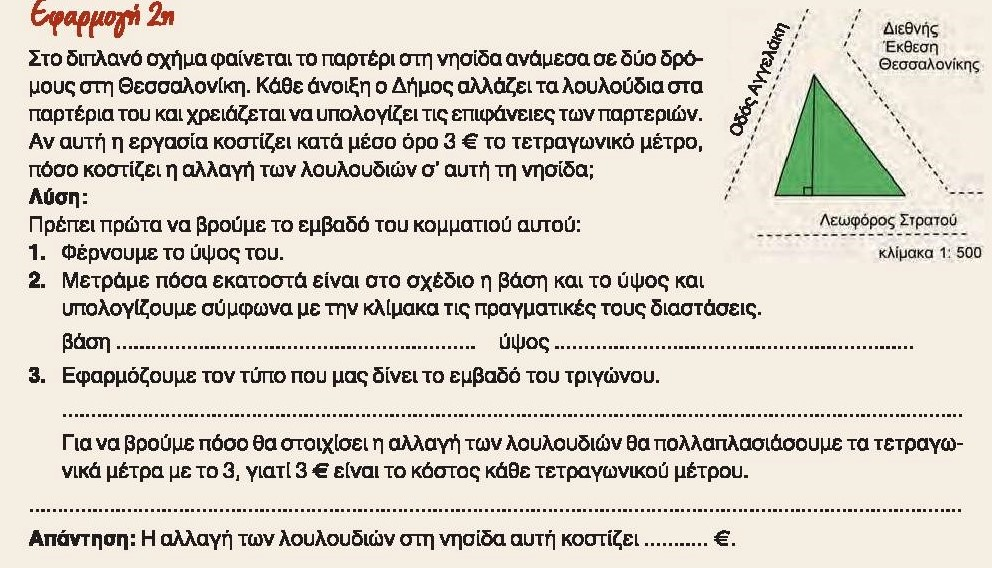 Εφαρμογή 2η
Στο διπλανό σχήμα φαίνεται το παρτέρι στη νησίδα ανάμεσα σε δύο δρό-
μους στη Θεσσαλονίκη. Κάθε άνοιξη ο Δήμος αλλάζει τα λουλούδια στα
παρτέρια του και χρειάζεται να υπολογίζει τις επιφάνειες των παρτεριών.
Αν αυτή η εργασία κοστίζει κατά μέσο όρο 3 € το τετραγωνικό μέτρο,
πόσο κοστίζει η αλλαγή των λουλουδιών σ' αυτή τη νησίδα;
Λύση:
Πρέπει πρώτα να βρούμε το εμβαδό του κομματιού αυτού:
1. Φέρνουμε το ύψος του.
2. Μετράμε πόσα εκατοστά είναι στο σχέδιο η βάση και το ύψος και
υπολογίζουμε σύμφωνα με την κλίμακα τις πραγματικές τους διαστάσεις.
βάση .............................................................. ύψος ..............................................................
3. Εφαρμόζουμε τον τύπο που μας δίνει το εμβαδό του τριγώνου.
..............................................................
Για να βρούμε πόσο θα στοιχίσει η αλλαγή των λουλουδιών θα πολλαπλασιάσουμε τα τετραγω-
νικά μέτρα με το 3, γιατί 3 € είναι το κόστος κάθε τετραγωνικού μέτρου.
..............................................................
Απάντηση: Η αλλαγή των λουλουδιών στη νησίδα αυτή κοστίζει ........... €.
Οδός Αγγελάκη
Διεθνής
Έκθεση
Θεσσαλονίκης
Λεωφόρος Στρατού
κλίμακα 1: 500